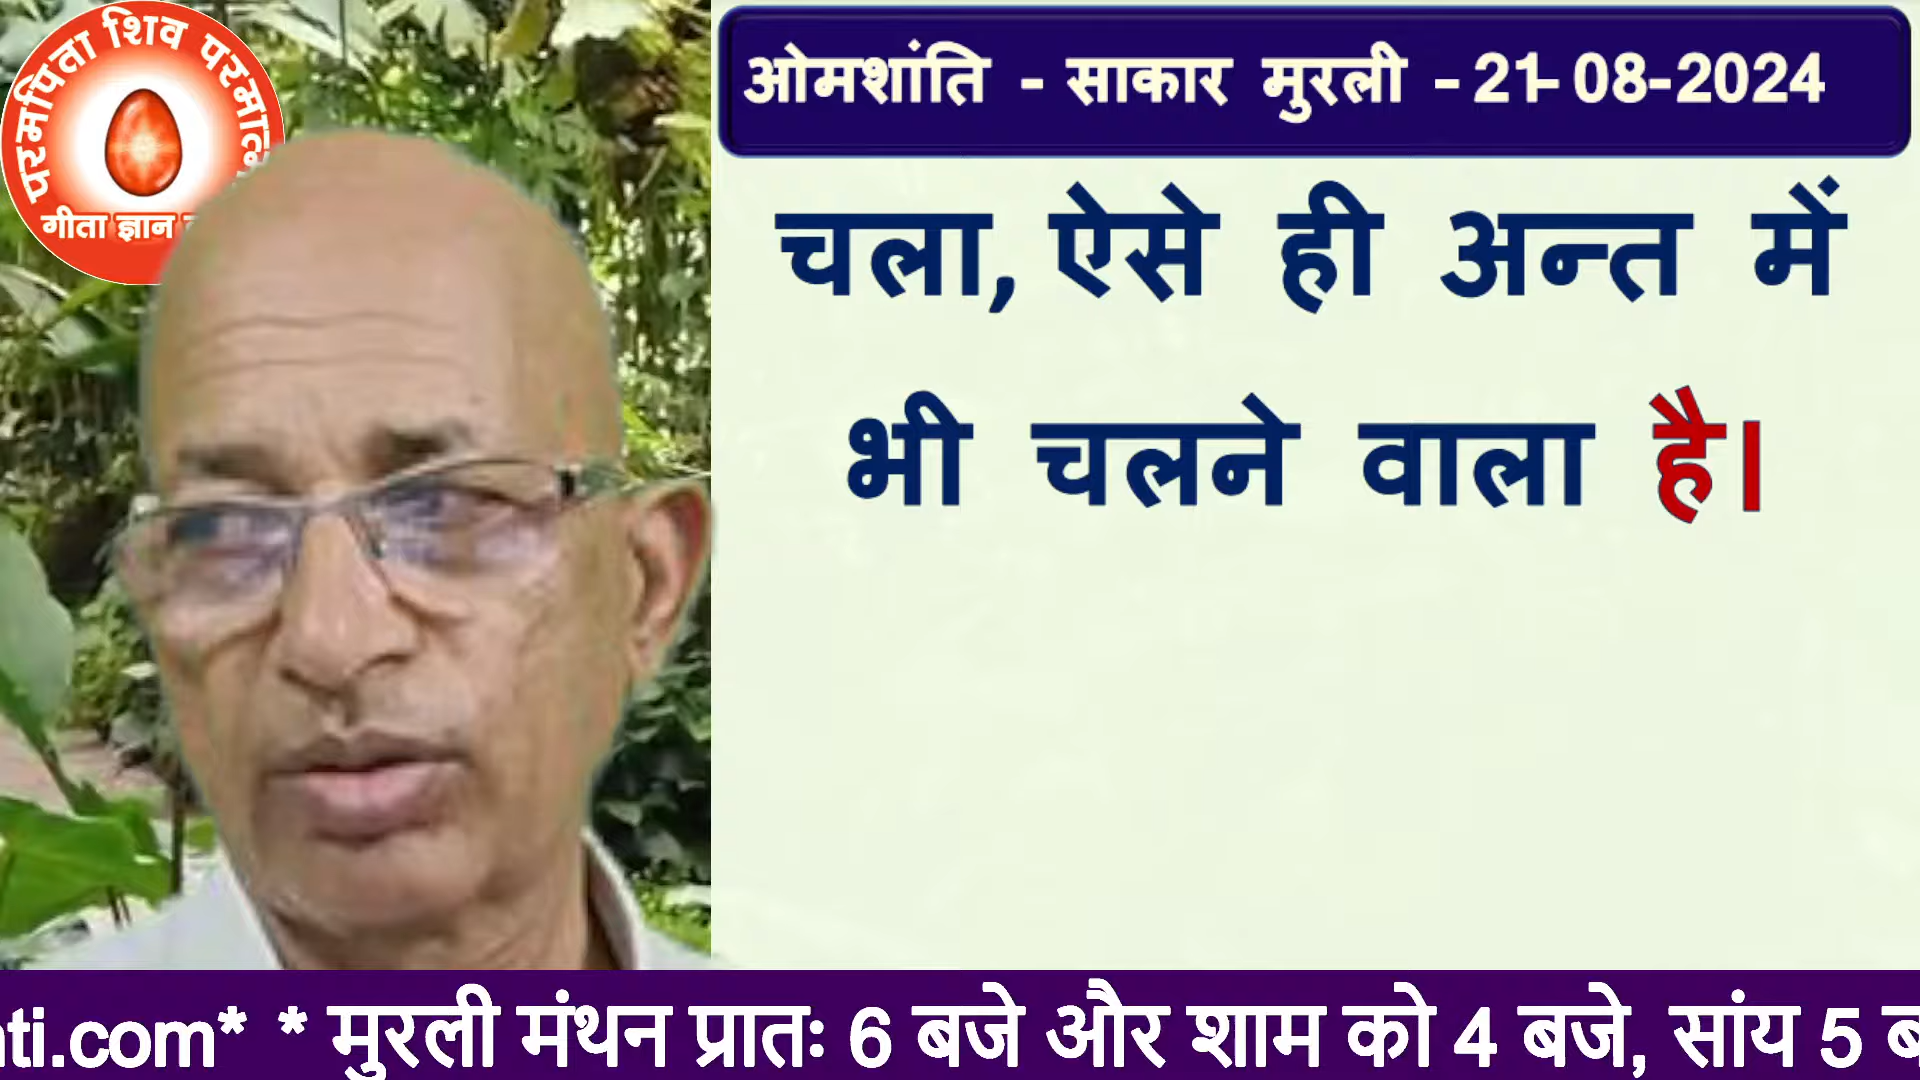 परमपिता शिव
गीता ज्ञान
ओमशांति - साकार मुरली - 21-08-2024
चला, ऐसे ही अन्त में
भी चलने वाला है।
ti.com* * मुरली मंथन प्रातः 6 बजे और शाम को 4 बजे, सांय 5